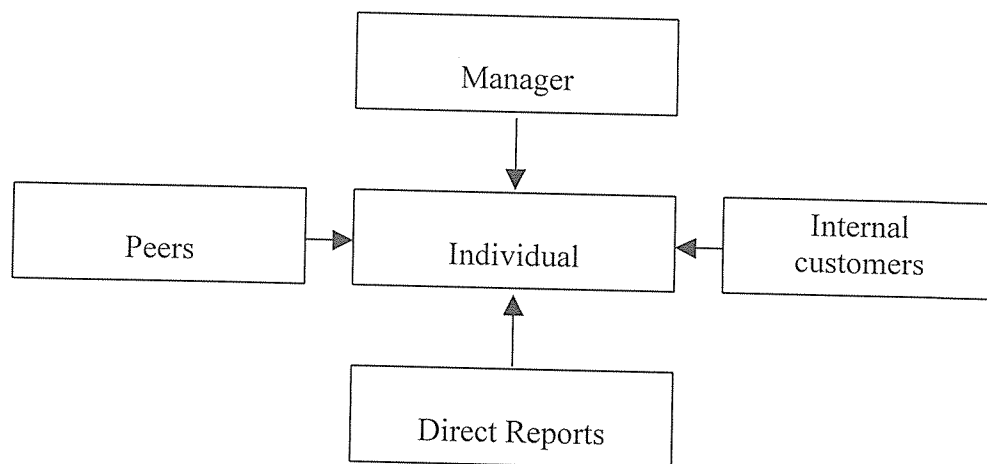 Manager
Peers
Individual
Internal
customers
Direct Reports